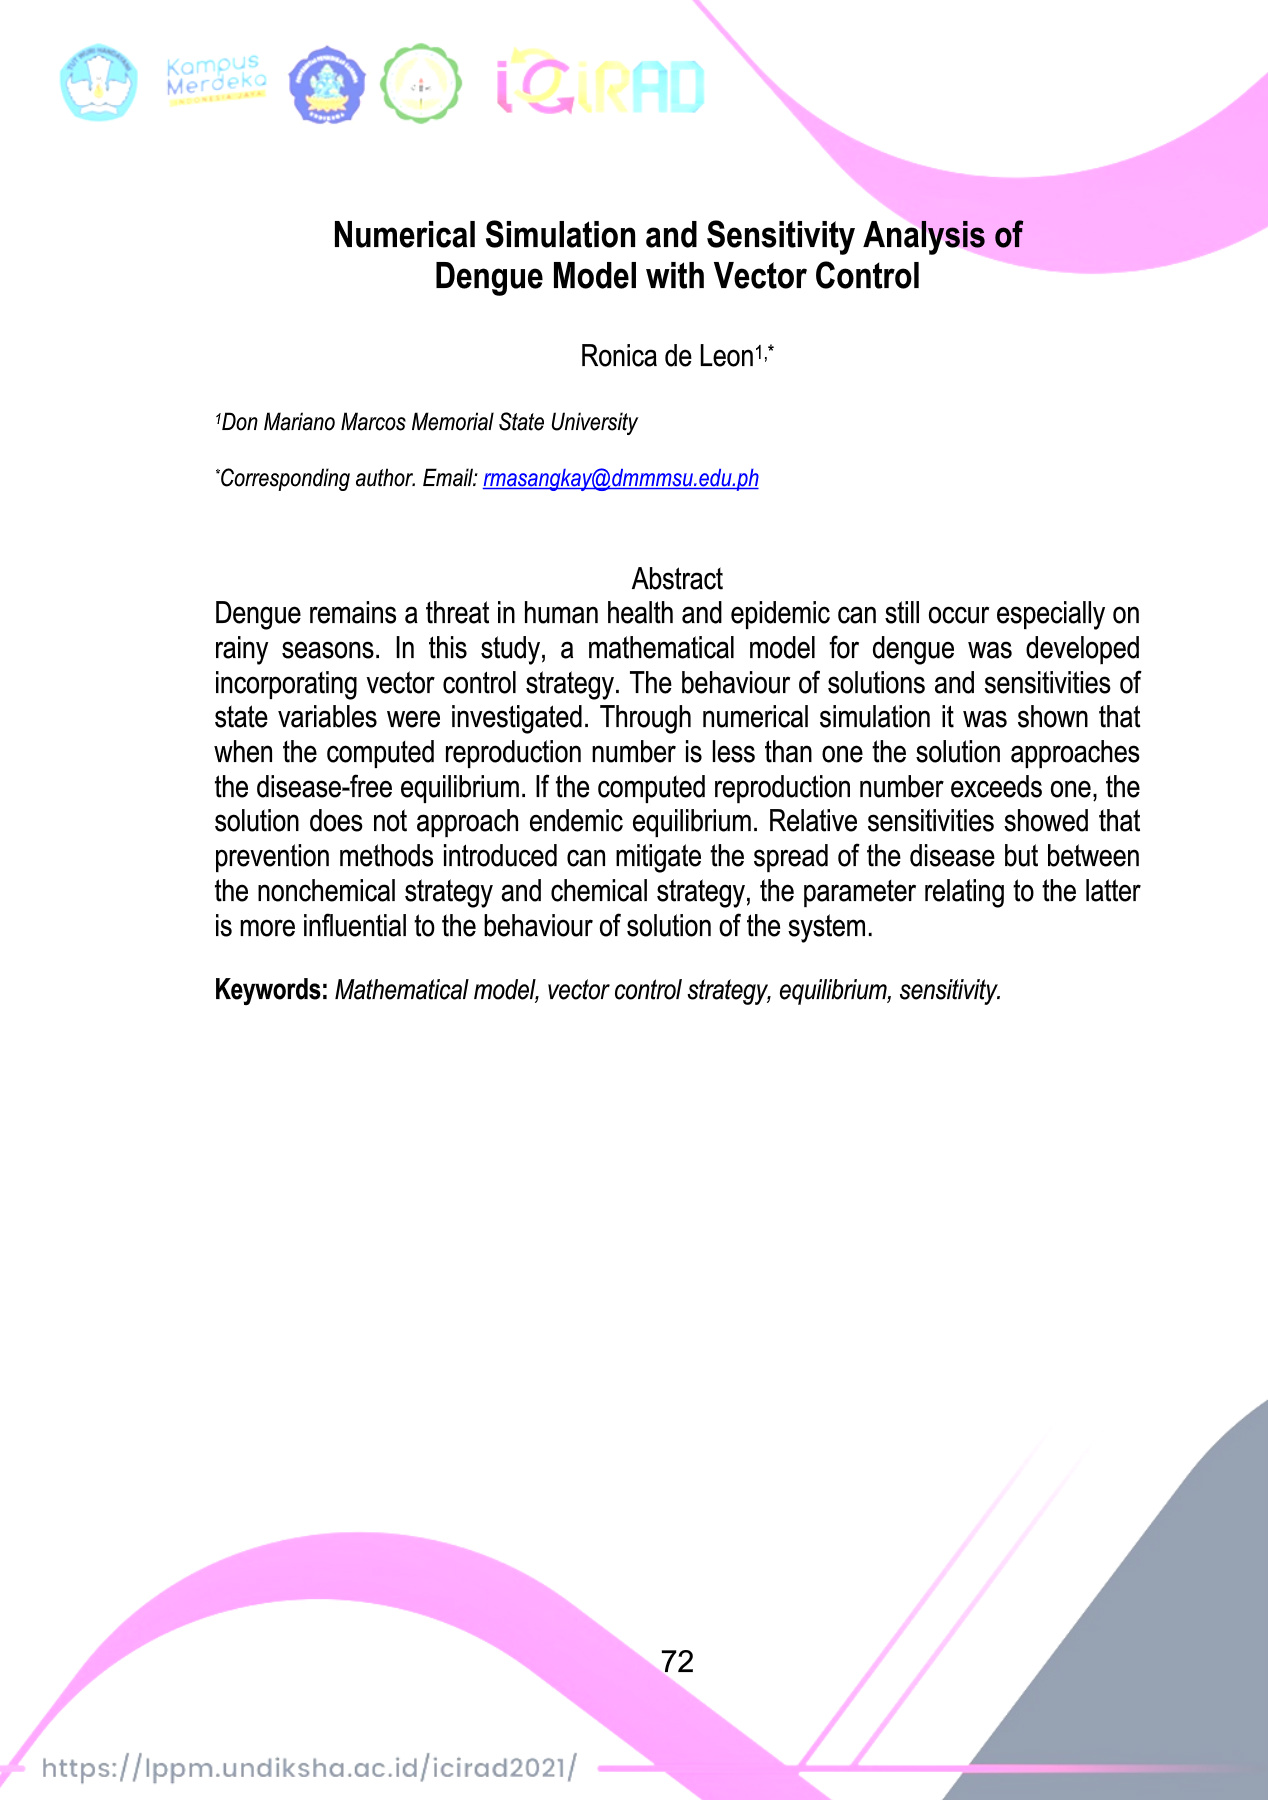 TUT WURI HANDAYANI
Kampus
Merdeka
INDONESIA JAYA
iCiRAD
Numerical Simulation and Sensitivity Analysis of
Dengue Model with Vector Control
Ronica de Leon1,*
1Don Mariano Marcos Memorial State University
*Corresponding author. Email: rmasangkay@dmmmsu.edu.ph
Abstract
Dengue remains a threat in human health and epidemic can still occur especially on
rainy seasons. In this study, a mathematical model for dengue was developed
incorporating vector control strategy. The behaviour of solutions and sensitivities of
state variables were investigated. Through numerical simulation it was shown that
when the computed reproduction number is less than one the solution approaches
the disease-free equilibrium. If the computed reproduction number exceeds one, the
solution does not approach endemic equilibrium. Relative sensitivities showed that
prevention methods introduced can mitigate the spread of the disease but between
the nonchemical strategy and chemical strategy, the parameter relating to the latter
is more influential to the behaviour of solution of the system.
Keywords: Mathematical model, vector control strategy, equilibrium, sensitivity.
72
https://lppm.undiksha.ac.id/icirad2021/